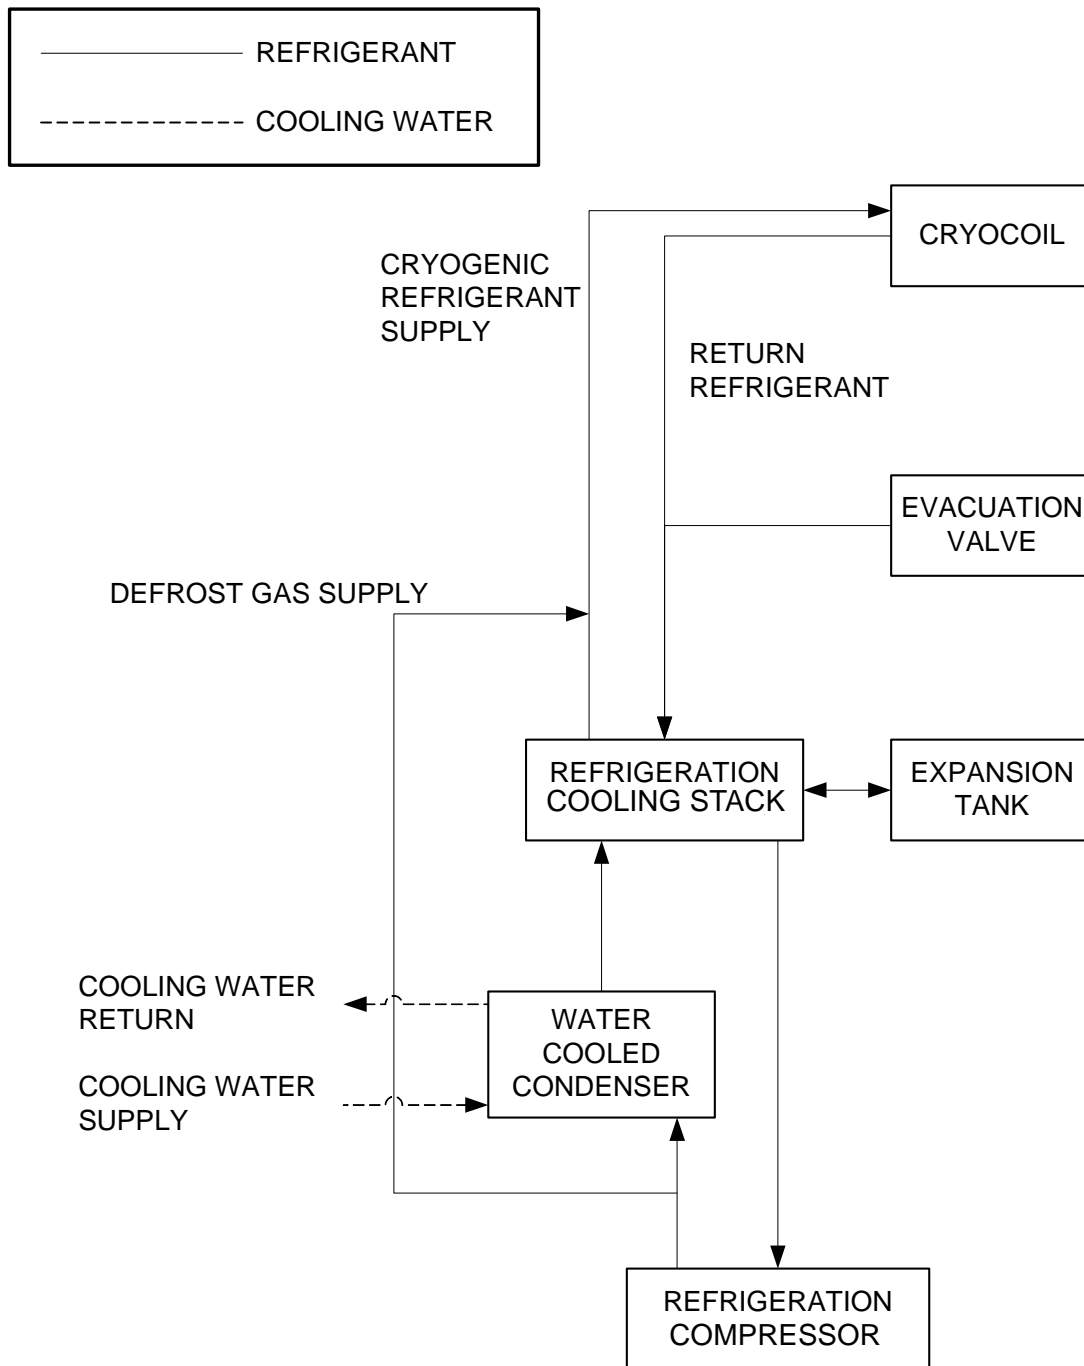 REFRIGERANT
COOLING WATER
CRYOCOIL
CRYOGENIC
REFRIGERANT
SUPPLY
RETURN
REFRIGERANT
EVACUATION
VALVE
DEFROST GAS SUPPLY
REFRIGERATION
COOLING STACK
EXPANSION
TANK
COOLING WATER
RETURN
WATER
COOLED
CONDENSER
COOLING WATER
SUPPLY
REFRIGERATION
COMPRESSOR